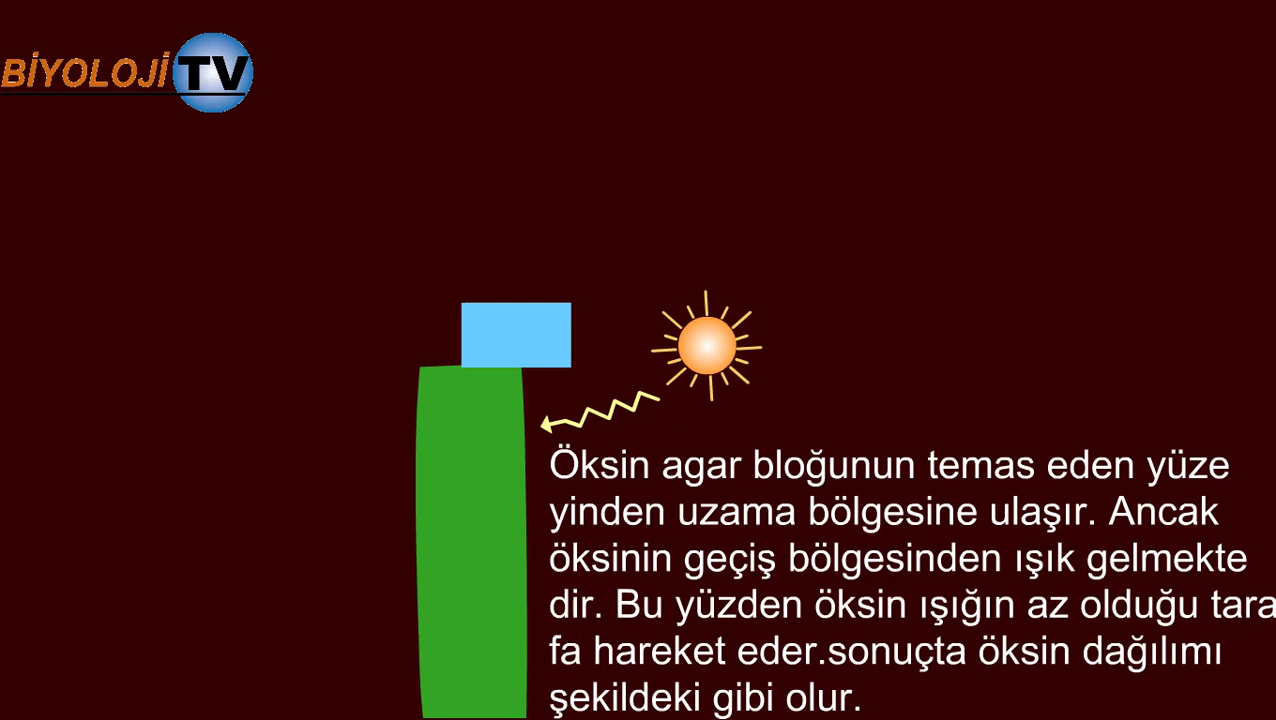 BİYOLOJİ TV
Öksin agar bloğunun temas eden yüze
yinden uzama bölgesine ulaşır. Ancak
öksinin geçiş bölgesinden ışık gelmekte
dir. Bu yüzden öksin ışığın az olduğu tara
fa hareket eder.sonuçta öksin dağılımı
şekildeki gibi olur.